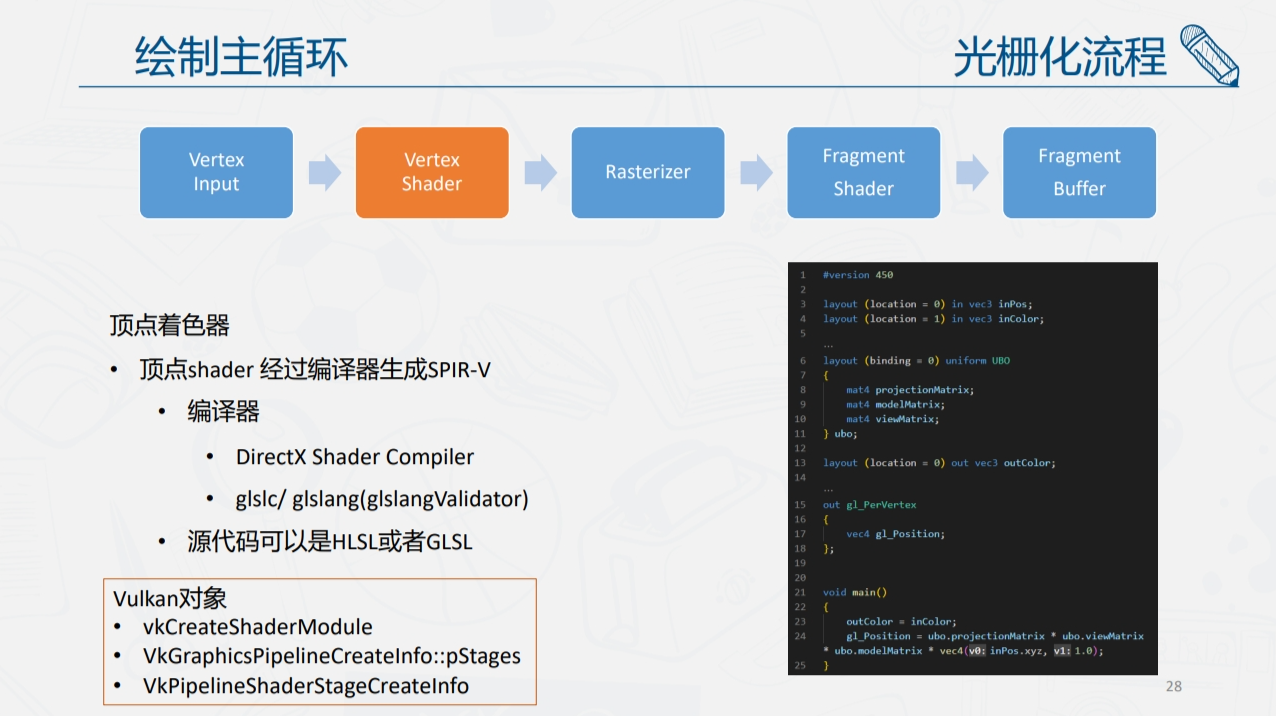 绘制主循环
光栅化流程
Vertex
Input
Vertex
Shader
Rasterizer
Fragment
Shader
Fragment
Buffer
顶点着色器
• 顶点shader 经过编译器生成SPIR-V
• 编译器
• DirectX Shader Compiler
• glslc/ glslang(glslangValidator)
• 源代码可以是HLSL或者GLSL
Vulkan对象
• vkCreateShaderModule
• VkGraphicsPipelineCreateInfo::pStages
• VkPipelineShaderStageCreateInfo
1 #version 450
2
3 layout (location = 0) in vec3 inPos;
4 layout (location = 1) in vec3 inColor;
5
...
6 layout (binding = 0) uniform UBO
7 {
8 mat4 projectionMatrix;
9 mat4 modelMatrix;
10 mat4 viewMatrix;
11 } ubo;
12
13 layout (location = 0) out vec3 outColor;
14
...
15 out gl_PerVertex
16 {
17 vec4 gl_Position;
18 };
19
20
21 void main()
22 {
23 outColor = inColor;
24 gl_Position = ubo.projectionMatrix * ubo.viewMatrix
* ubo.modelMatrix * vec4(v0: inPos.xyz, v1: 1.0);
25 }
28